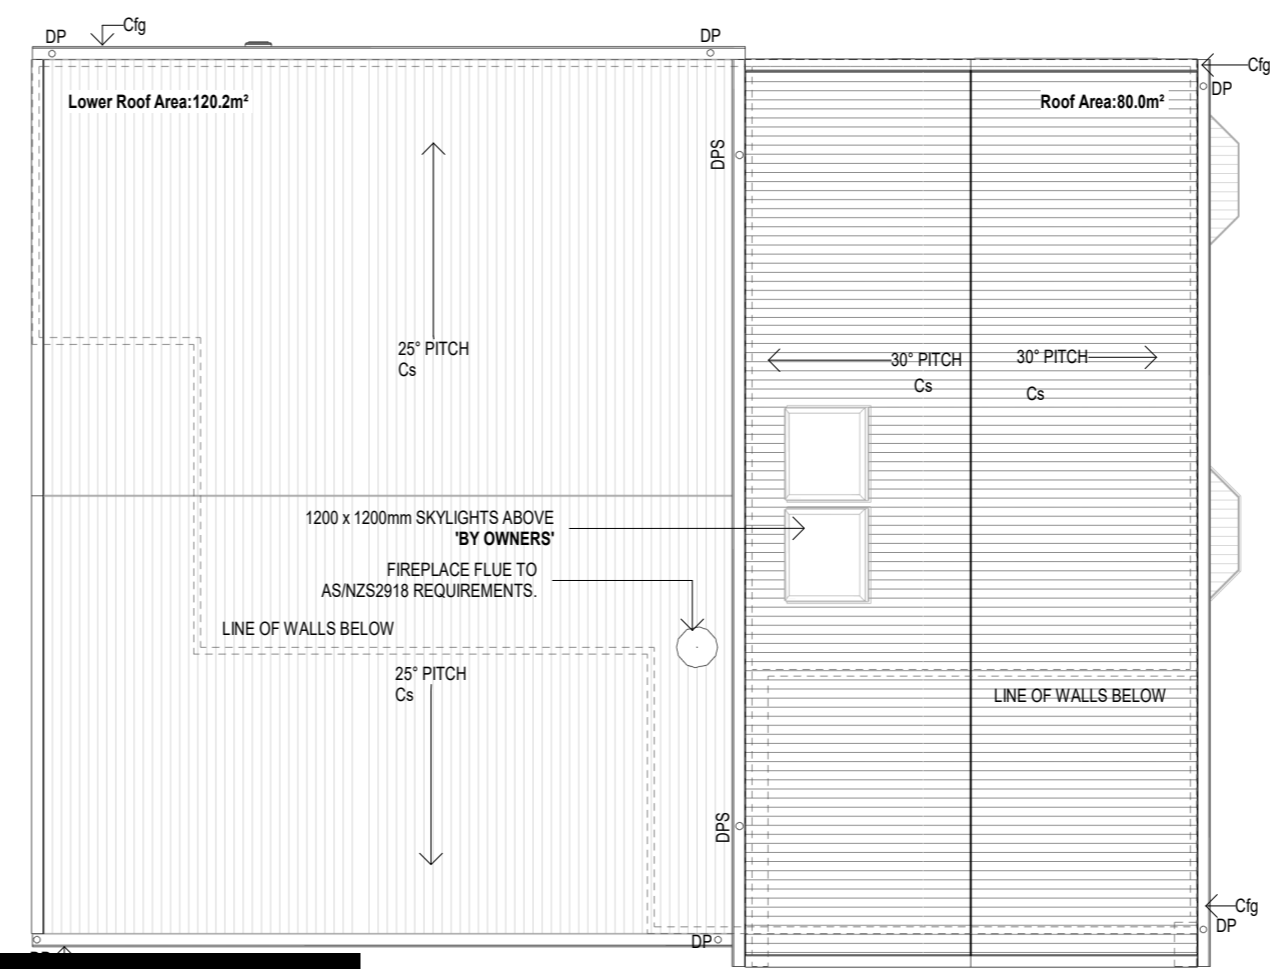 Cfg
DP
DP
Cfg
DP
Lower Roof Area:120.2m²
Roof Area:80.0m²
DPS
25° PITCH
Cs
30° PITCH
Cs
30° PITCH
Cs
1200 x 1200mm SKYLIGHTS ABOVE
'BY OWNERS'
FIREPLACE FLUE TO
AS/NZS2918 REQUIREMENTS.
LINE OF WALLS BELOW
25° PITCH
Cs
LINE OF WALLS BELOW
DPS
Cfg
DP
DP